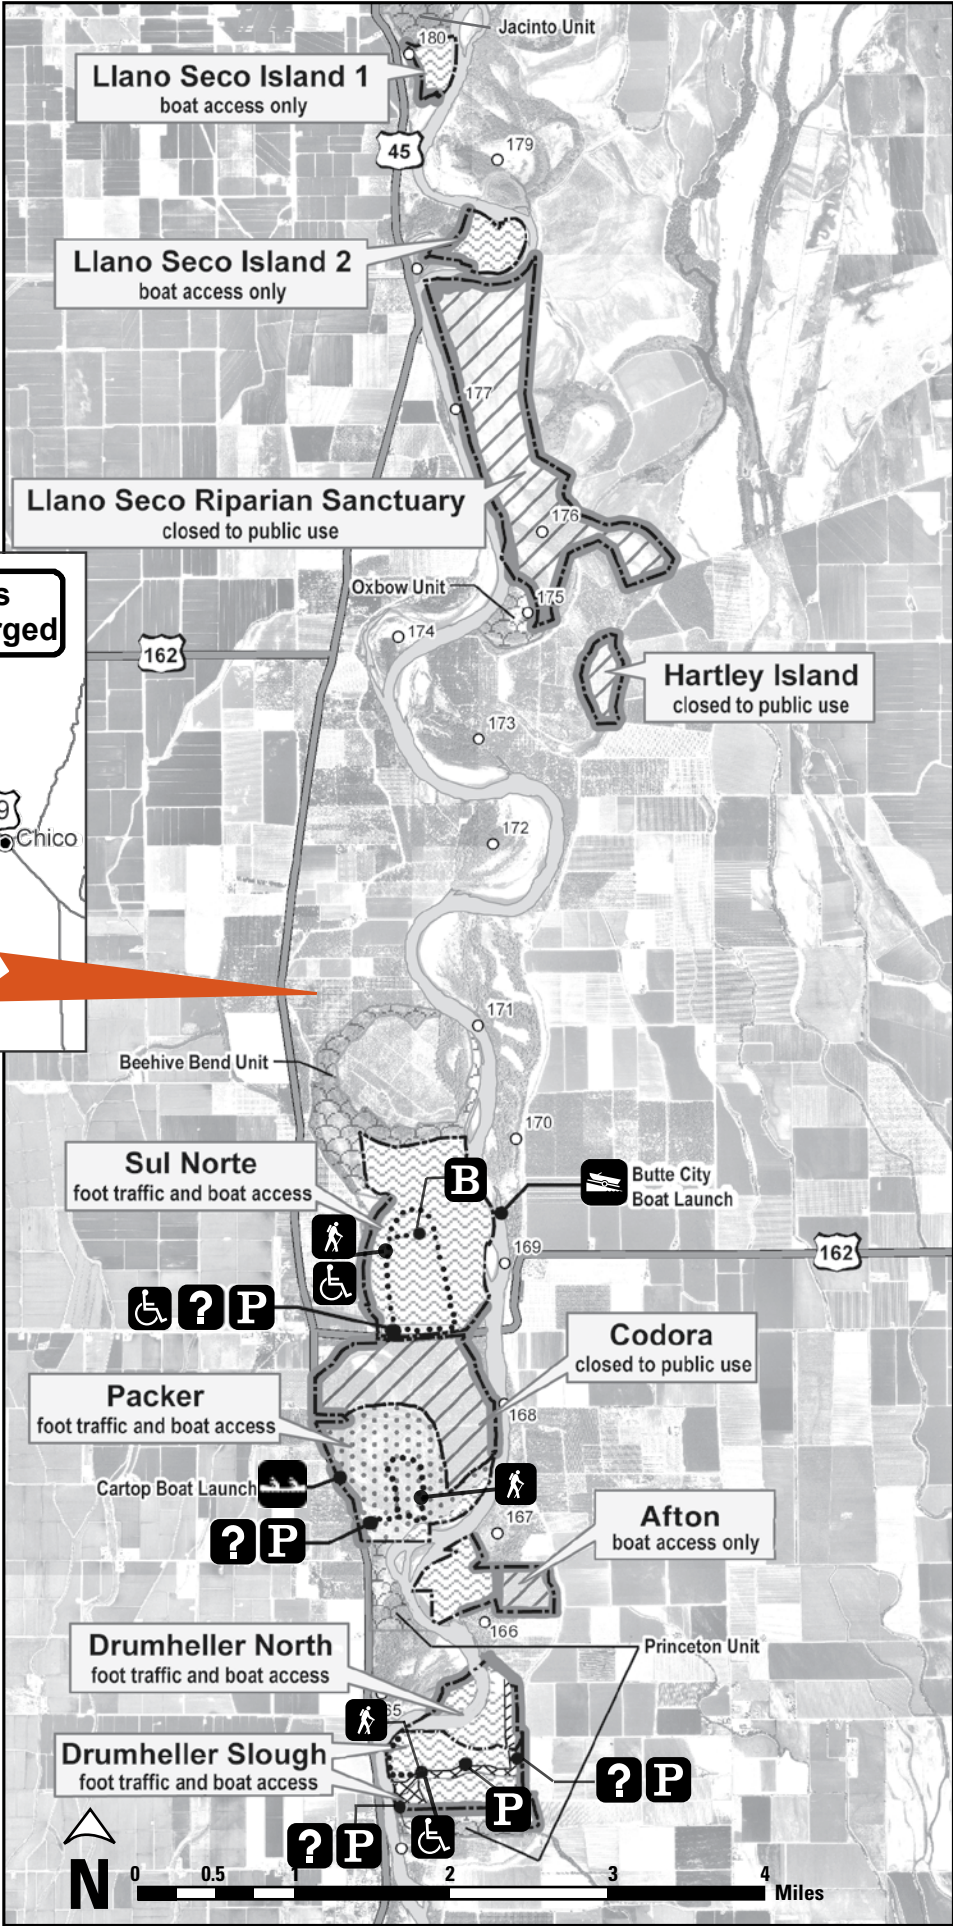 Jacinto Unit
180
Llano Seco Island 1
boat access only
45
179
Llano Seco Island 2
boat access only
177
Llano Seco Riparian Sanctuary
closed to public use
176
Oxbow Unit
175
174
162
Hartley Island
closed to public use
173
172
Chico
171
Beehive Bend Unit
170
Sul Norte
foot traffic and boat access
B
Butte City
Boat Launch
169
162
? P
Codora
closed to public use
Packer
foot traffic and boat access
168
Cartop Boat Launch
167
? P
Afton
boat access only
166
Drumheller North
foot traffic and boat access
Princeton Unit
Drumheller Slough
foot traffic and boat access
? P
P
? P
N
0 0.5 1 2 3 4
Miles